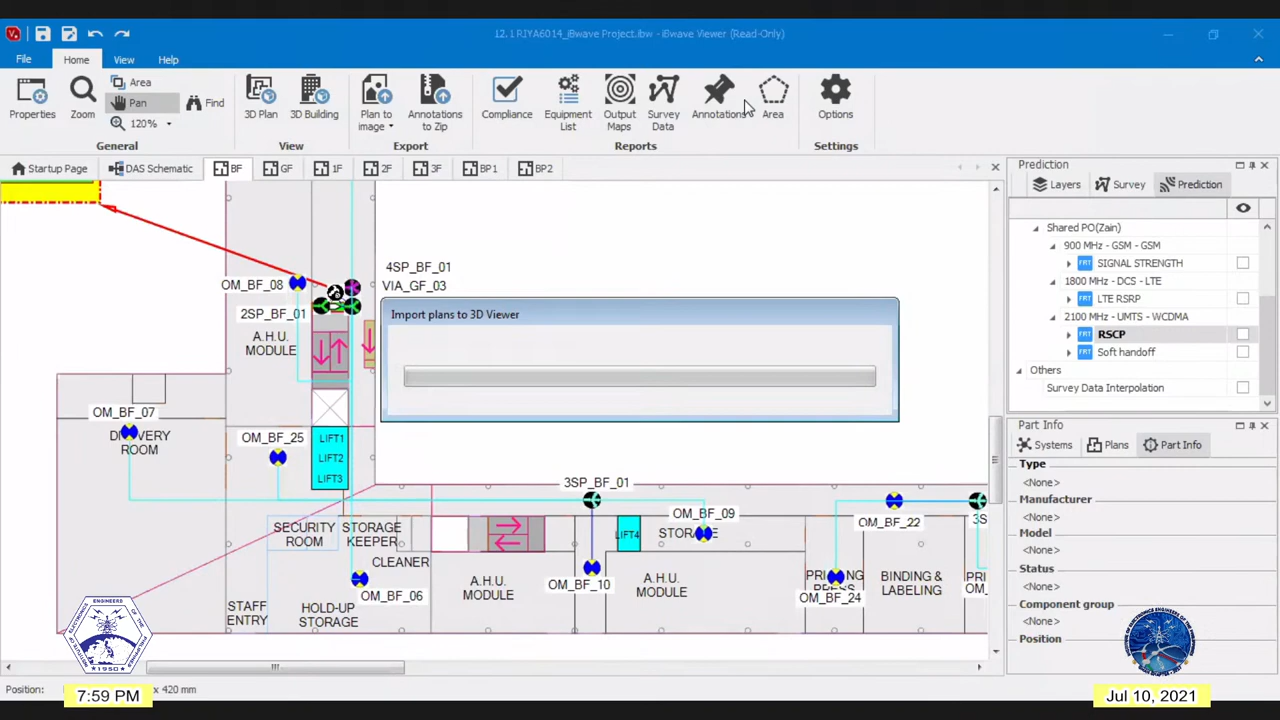 12.1 RIYA6014_iBwave Project.ibw - iBwave Viewer (Read-Only)
File
Home
View
Help
Properties
Zoom
Area
Pan
120%
Find
General
3D Plan
3D Building
View
Plan to image
Annotations to Zip
Export
Compliance
Equipment List
Output Maps
Survey Data
Annotations
Area
Reports
Options
Settings
Startup Page
DAS Schematic
BF
GF
1F
2F
3F
BP1
BP2
4SP_BF_01
VIA_GF_03
OM_BF_08
2SP_BF_01
A.H.U.
MODULE
Import plans to 3D Viewer
OM_BF_07
ROOM
OM_BF_25
LIFT1
LIFT2
LIFT3
3SP_BF_01
OM_BF_09
OM_BF_22
SECURITY
ROOM
STORAGE
KEEPER
CLEANER
LIFT4
A.H.U.
MODULE
OM_BF_10
A.H.U.
MODULE
OM_BF_24
BINDING &
LABELING
OM_BF_06
STAFF
ENTRY
HOLD-UP
STORAGE
Position:
x 420 mm
Prediction
Layers
Survey
Prediction
Shared PO(Zain)
900 MHz - GSM - GSM
SIGNAL STRENGTH
1800 MHz - DCS - LTE
LTE RSRP
2100 MHz - UMTS - WCDMA
RSCP
Soft handoff
Others
Survey Data Interpolation
Part Info
Systems
Plans
Part Info
Type
<None>
Manufacturer
<None>
Model
<None>
Status
<None>
Component group
<None>
Position
1950
7:59 PM
Jul 10, 2021